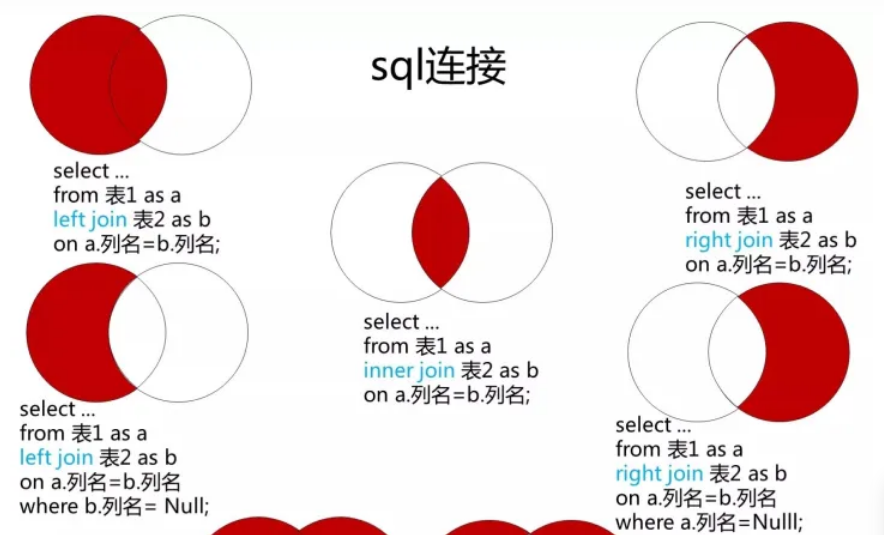 sql连接
select ...
from 表1 as a
left join 表2 as b
on a.列名=b.列名;
select ...
from 表1 as a
right join 表2 as b
on a.列名=b.列名;
select ...
from 表1 as a
inner join 表2 as b
on a.列名=b.列名;
select ...
from 表1 as a
left join 表2 as b
on a.列名=b.列名
where b.列名= Null;
select ...
from 表1 as a
right join 表2 as b
on a.列名=b.列名
where a.列名=Nulll;